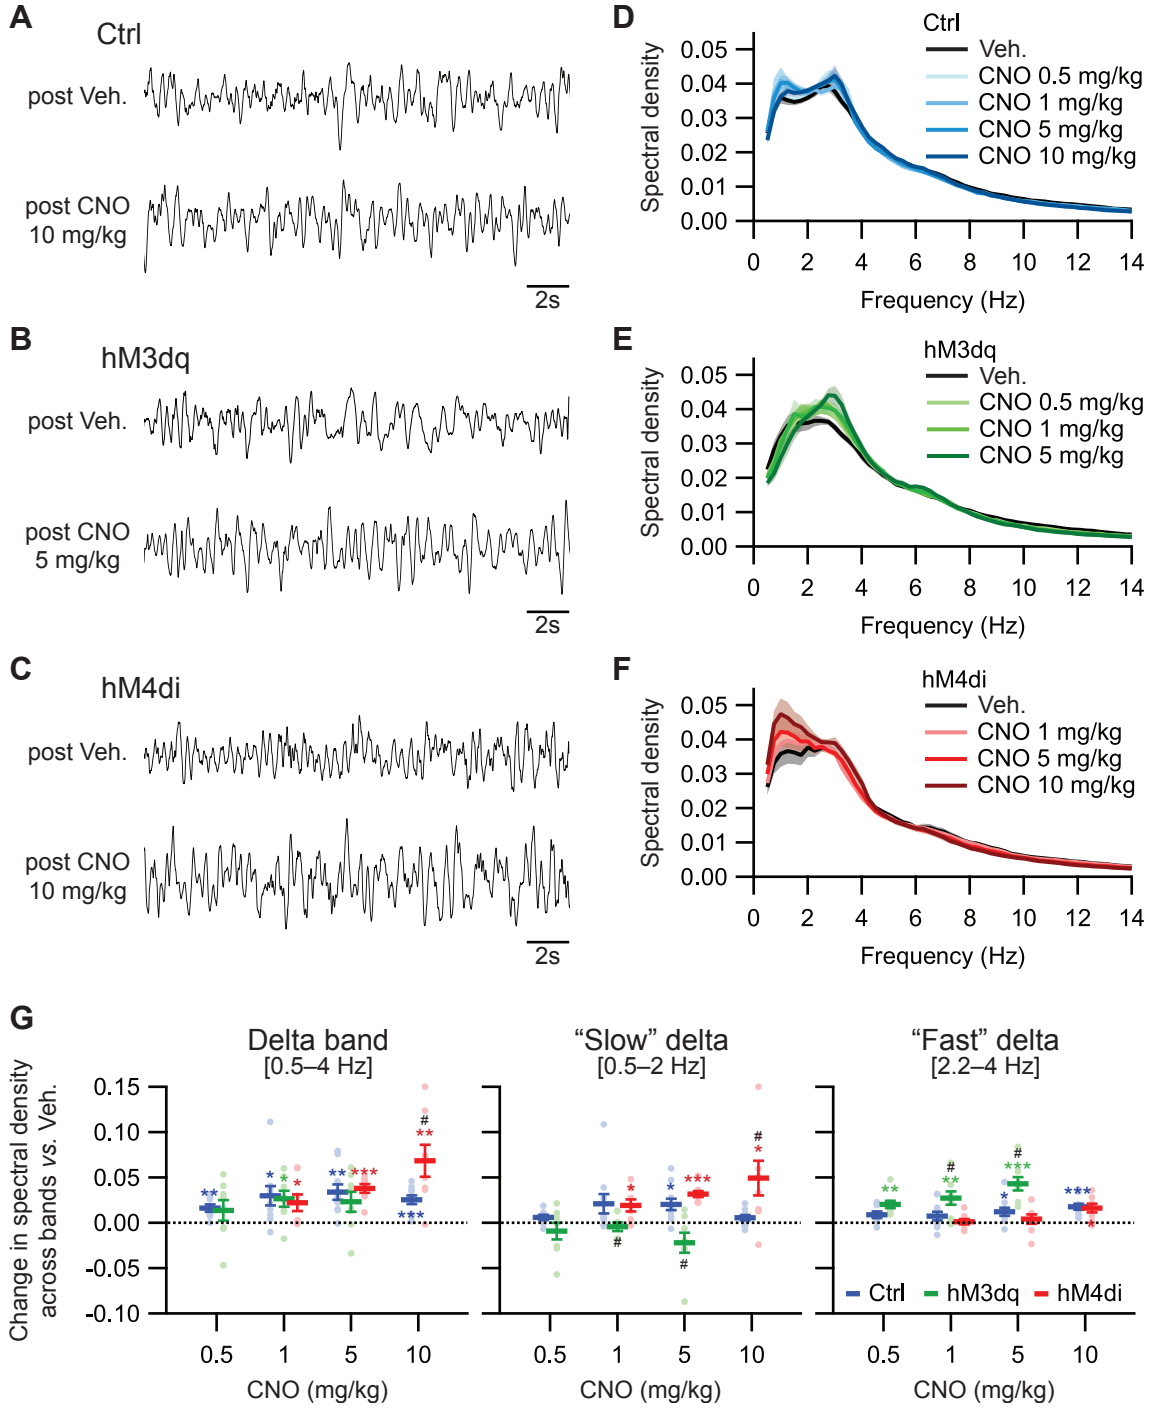 A
Ctrl
post Veh.
post CNO
10 mg/kg
2s
B
hM3dq
post Veh.
post CNO
5 mg/kg
2s
C
hM4di
post Veh.
post CNO
10 mg/kg
2s
D
Ctrl
Veh.
CNO 0.5 mg/kg
CNO 1 mg/kg
CNO 5 mg/kg
CNO 10 mg/kg
Spectral density
0.05
0.04
0.03
0.02
0.01
0.00
0 2 4 6 8 10 12 14
Frequency (Hz)
E
hM3dq
Veh.
CNO 0.5 mg/kg
CNO 1 mg/kg
CNO 5 mg/kg
Spectral density
0.05
0.04
0.03
0.02
0.01
0.00
0 2 4 6 8 10 12 14
Frequency (Hz)
F
hM4di
Veh.
CNO 1 mg/kg
CNO 5 mg/kg
CNO 10 mg/kg
Spectral density
0.05
0.04
0.03
0.02
0.01
0.00
0 2 4 6 8 10 12 14
Frequency (Hz)
G
Change in spectral density
across bands vs. Veh.
0.15
0.10
0.05
0.00
-0.05
-0.10
Delta band
[0.5–4 Hz]
** * * * ** *** *** ** #
0.5 1 5 10
CNO (mg/kg)
“Slow” delta
[0.5–2 Hz]
# * * # *** * #
0.5 1 5 10
CNO (mg/kg)
“Fast” delta
[2.2–4 Hz]
** ** # * *** # ***
Ctrl hM3dq hM4di
0.5 1 5 10
CNO (mg/kg)